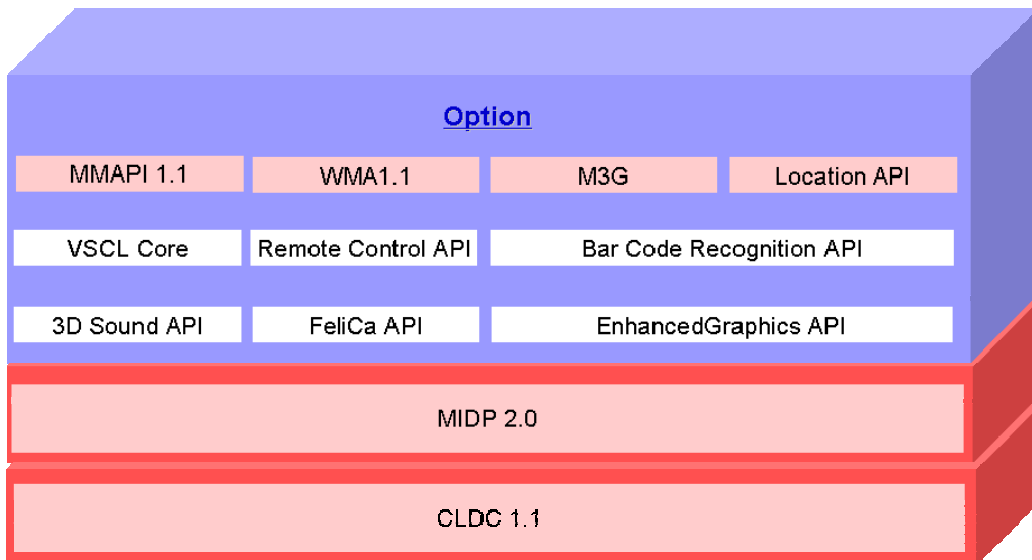 Option
MMAPI 1.1 WMA1.1 M3G Location API
VSCL Core Remote Control API Bar Code Recognition API
3D Sound API FeliCa API EnhancedGraphics API
MIDP 2.0
CLDC 1.1